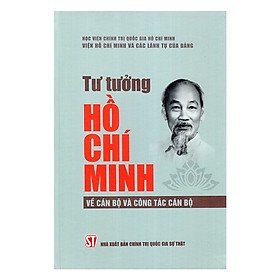 HỌC VIỆN CHÍNH TRỊ QUỐC GIA HỒ CHÍ MINH
VIỆN HỒ CHÍ MINH VÀ CÁC LÃNH TỤ CỦA ĐẢNG
Tư tưởng
HỒ
CHÍ
MINH
VỀ CÁN BỘ VÀ CÔNG TÁC CÁN BỘ
ST
NHÀ XUẤT BẢN CHÍNH TRỊ QUỐC GIA SỰ THẬT